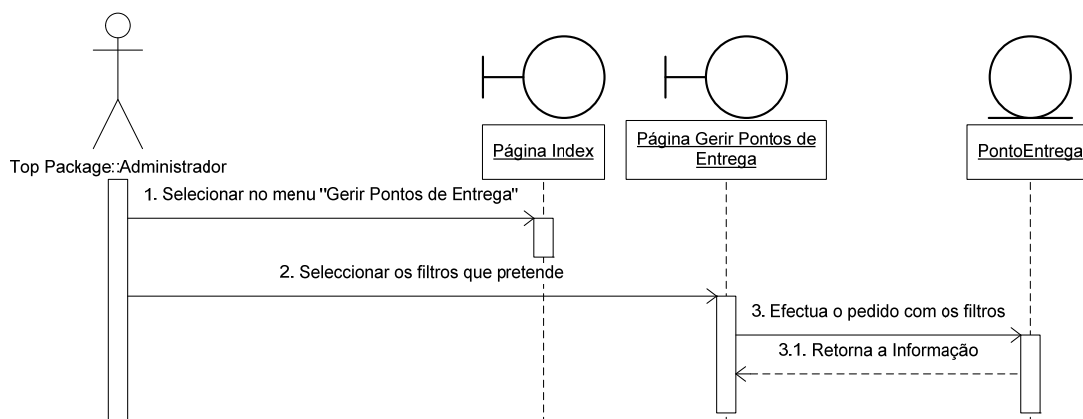 Top Package::Administrador
Página Index
Página Gerir Pontos de
Entrega
PontoEntrega
1. Selecionar no menu "Gerir Pontos de Entrega"
2. Seleccionar os filtros que pretende
3. Efectua o pedido com os filtros
3.1. Retorna a Informação